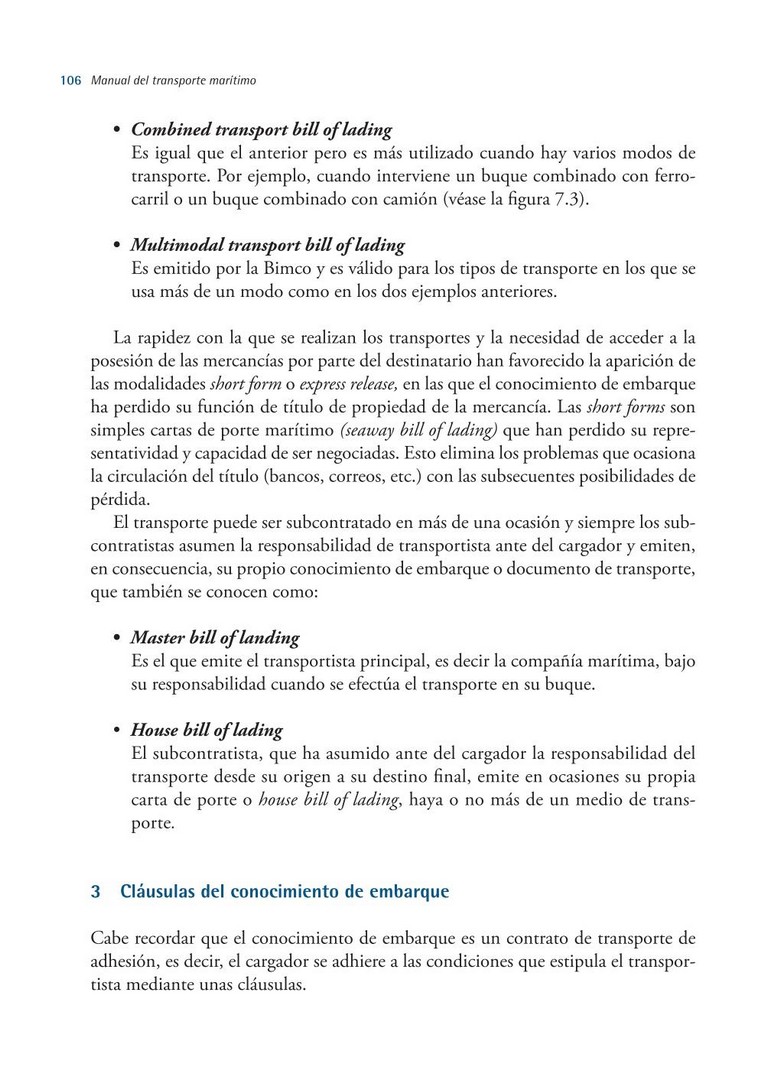 106 Manual del transporte marítimo
• Combined transport bill of lading
Es igual que el anterior pero es más utilizado cuando hay varios modos de
transporte. Por ejemplo, cuando interviene un buque combinado con ferro-
carril o un buque combinado con camión (véase la figura 7.3).
• Multimodal transport bill of lading
Es emitido por la Bimco y es válido para los tipos de transporte en los que se
usa más de un modo como en los dos ejemplos anteriores.
La rapidez con la que se realizan los transportes y la necesidad de acceder a la
posesión de las mercancías por parte del destinatario han favorecido la aparición de
las modalidades short form o express release, en las que el conocimiento de embarque
ha perdido su función de título de propiedad de la mercancía. Las short forms son
simples cartas de porte marítimo (seaway bill of lading) que han perdido su repre-
sentatividad y capacidad de ser negociadas. Esto elimina los problemas que ocasiona
la circulación del título (bancos, correos, etc.) con las subsecuentes posibilidades de
pérdida.
El transporte puede ser subcontratado en más de una ocasión y siempre los sub-
contratistas asumen la responsabilidad de transportista ante del cargador y emiten,
en consecuencia, su propio conocimiento de embarque o documento de transporte,
que también se conocen como:
• Master bill of landing
Es el que emite el transportista principal, es decir la compañía marítima, bajo
su responsabilidad cuando se efectúa el transporte en su buque.
• House bill of lading
El subcontratista, que ha asumido ante del cargador la responsabilidad del
transporte desde su origen a su destino final, emite en ocasiones su propia
carta de porte o house bill of lading, haya o no más de un medio de trans-
porte.
3 Cláusulas del conocimiento de embarque
Cabe recordar que el conocimiento de embarque es un contrato de transporte de
adhesión, es decir, el cargador se adhiere a las condiciones que estipula el transpor-
tista mediante unas cláusulas.